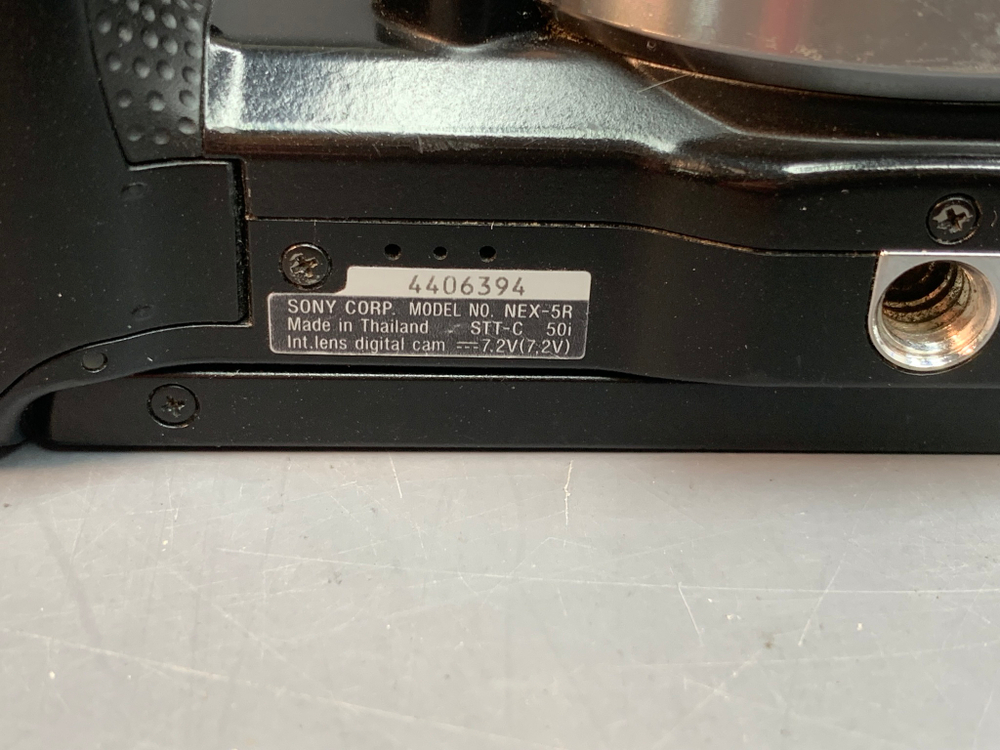 4406394
SONY CORP. MODEL NO. NEX-5R
Made in Thailand STT-C 50i
Int.lens digital cam ⎓7.2V(7,2V)